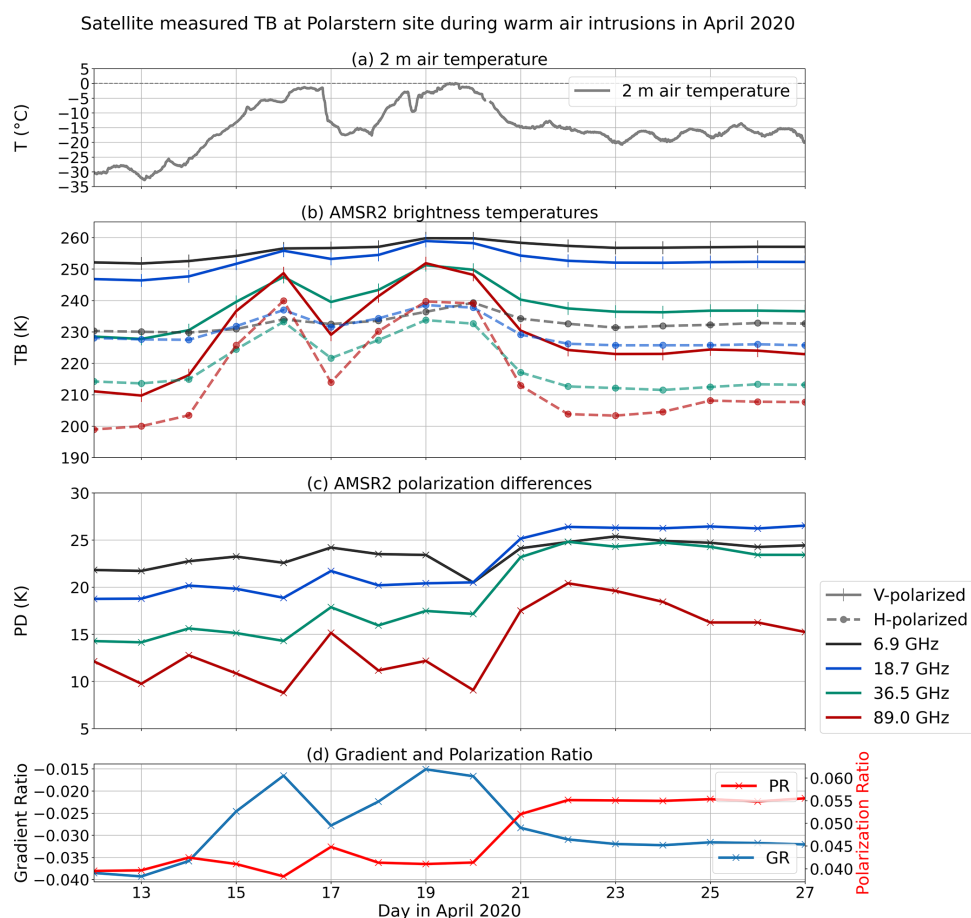 Satellite measured TB at Polarstern site during warm air intrusions in April 2020
(a) 2 m air temperature
5
0
−5
−10
−15
−20
−25
−30
−35
T (°C)
2 m air temperature
(b) AMSR2 brightness temperatures
260
250
240
230
220
210
200
190
TB (K)
(c) AMSR2 polarization differences
30
25
20
15
10
5
PD (K)
V-polarized
H-polarized
6.9 GHz
18.7 GHz
36.5 GHz
89.0 GHz
(d) Gradient and Polarization Ratio
−0.015
−0.020
−0.025
−0.030
−0.035
−0.040
Gradient Ratio
PR
GR
0.060
0.055
0.050
0.045
0.040
Polarization Ratio
13 15 17 19 21 23 25 27
Day in April 2020